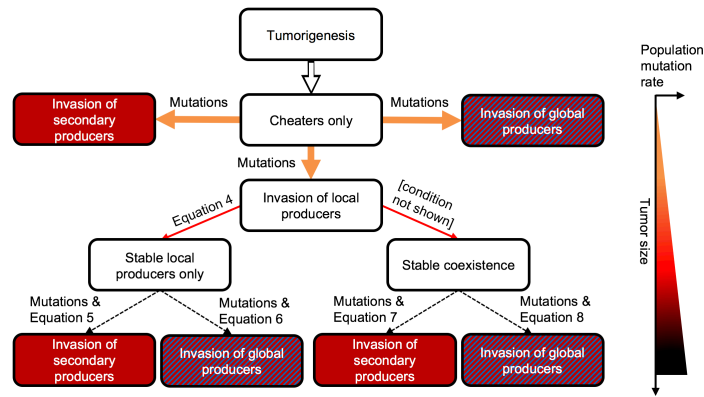 Tumorigenesis
Population
mutation
rate
Invasion of
secondary
producers
Mutations
Cheaters only
Mutations
Invasion of global
producers
Mutations
Invasion of local
producers
Equation 4
[condition
not shown]
Tumor size
Stable local
producers only
Stable coexistence
Mutations &
Equation 5
Mutations &
Equation 6
Mutations &
Equation 7
Mutations &
Equation 8
Invasion of
secondary
producers
Invasion of global
producers
Invasion of
secondary
producers
Invasion of global
producers